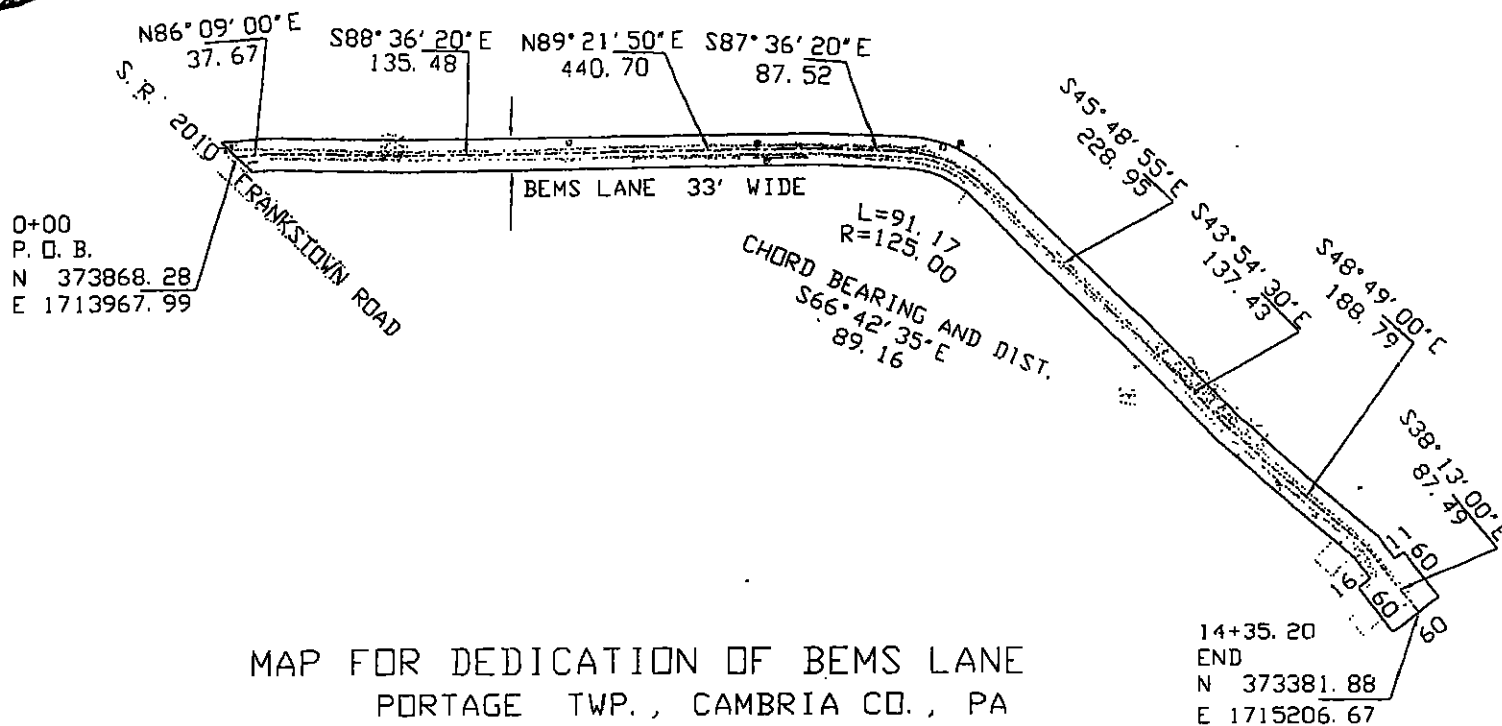 N86°09'00"E
37.67
S88°36'20"E
135.48
N89°21'50"E
440.70
S87°36'20"E
87.52
S.R. 2010 FRANKSTOWN ROAD
BEMS LANE 33' WIDE
0+00
P.O.B.
N 373868.28
E 1713967.99
L=91.17
R=125.00
CHORD BEARING AND DIST.
S66°42'35"E
89.16
S45°48'55"E
228.95
S43°54'30"E
137.43
S48°49'00"E
188.79
S38°13'00"E
87.49
11
60
16
60
60
14+35.20
END
N 373381.88
E 1715206.67
MAP FOR DEDICATION OF BEMS LANE
PORTAGE TWP., CAMBRIA CO., PA